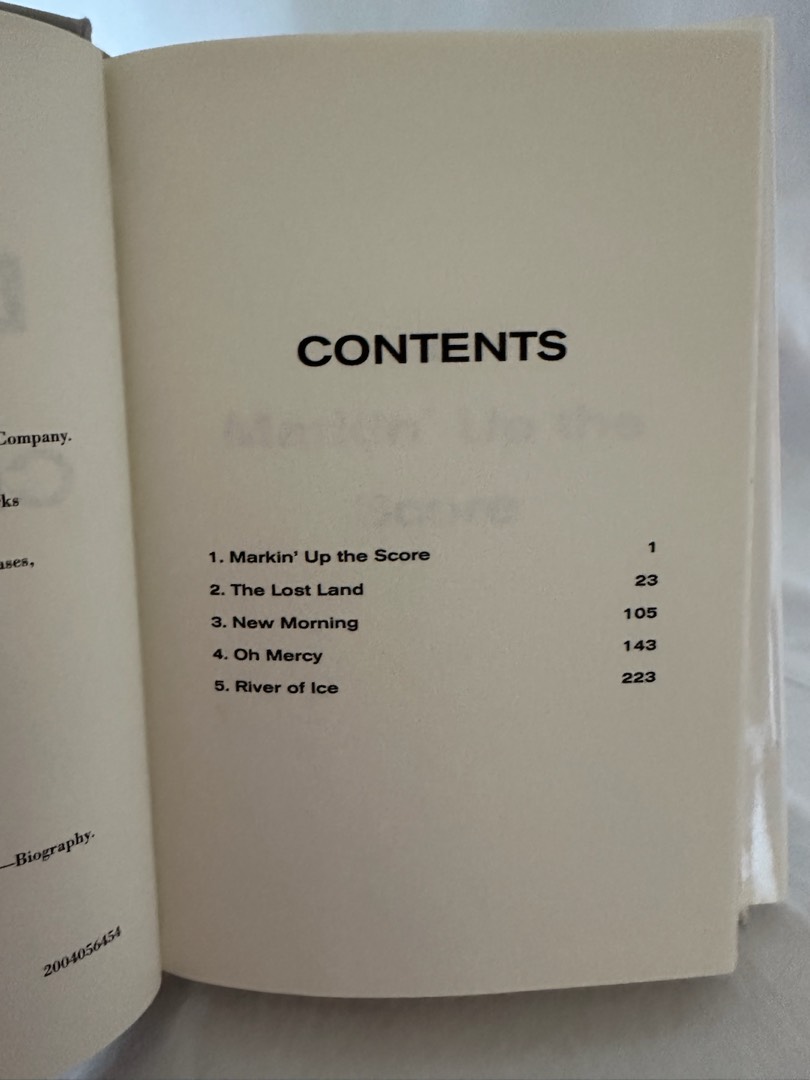 Company.
ks
ases,
—Biography.
2004056454
CONTENTS
1. Markin’ Up the Score 1
2. The Lost Land 23
3. New Morning 105
4. Oh Mercy 143
5. River of Ice 223